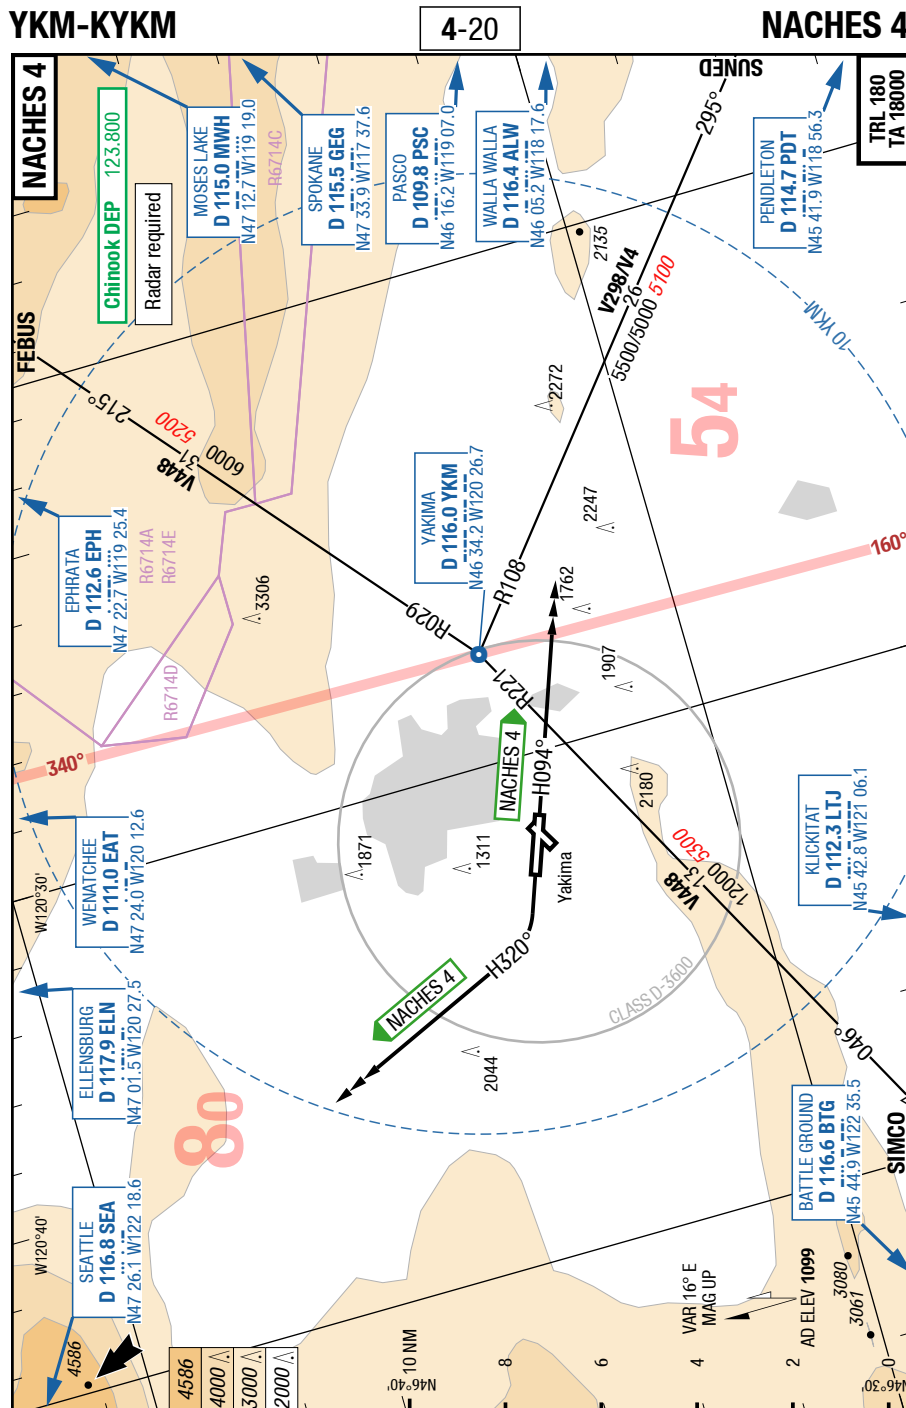 YKM-KYKM
4-20
NACHES 4
NACHES 4
Chinook DEP 123.800
Radar required
TRL 180
TA 18000
MOSES LAKE
D 115.0 MWH
N47 12.7 W119 19.0
SPOKANE
D 115.5 GEG
N47 33.9 W117 37.6
PASCO
D 109.8 PSC
N46 16.2 W119 07.0
WALLA WALLA
D 116.4 ALW
N46 05.2 W118 17.6
PENDLETON
D 114.7 PDT
N45 41.9 W118 56.3
R6714C
SUNED
295°
2135
V298/V4
26
5500/5000 5100
10 YKM
FEBUS
215°
5200
V448
31
6000
2272
54
YAKIMA
D 116.0 YKM
N46 34.2 W120 26.7
2247
EPHRATA
D 112.6 EPH
N47 22.7 W119 25.4
R6714A
R6714E
3306
R029
R108
1762
160°
R6714D
R221
1907
340°
NACHES 4
H094°
2180
WENATCHEE
D 111.0 EAT
N47 24.0 W120 12.6
1871
1311
Yakima
5300
13
12000
V448
KLICKITAT
D 112.3 LTJ
N45 42.8 W121 06.1
W120°30'
H320°
NACHES 4
CLASS D-3600
ELLENSBURG
D 117.9 ELN
N47 01.5 W120 27.5
2044
046°
80
SIMCO
BATTLE GROUND
D 116.6 BTG
N45 44.9 W122 35.5
SEATTLE
D 116.8 SEA
N47 26.1 W122 18.6
W120°40'
3080
3061
VAR 16° E
MAG UP
AD ELEV 1099
4586
4586
4000
3000
2000
10 NM
8
6
4
2
0
N46°40'
N46°30'